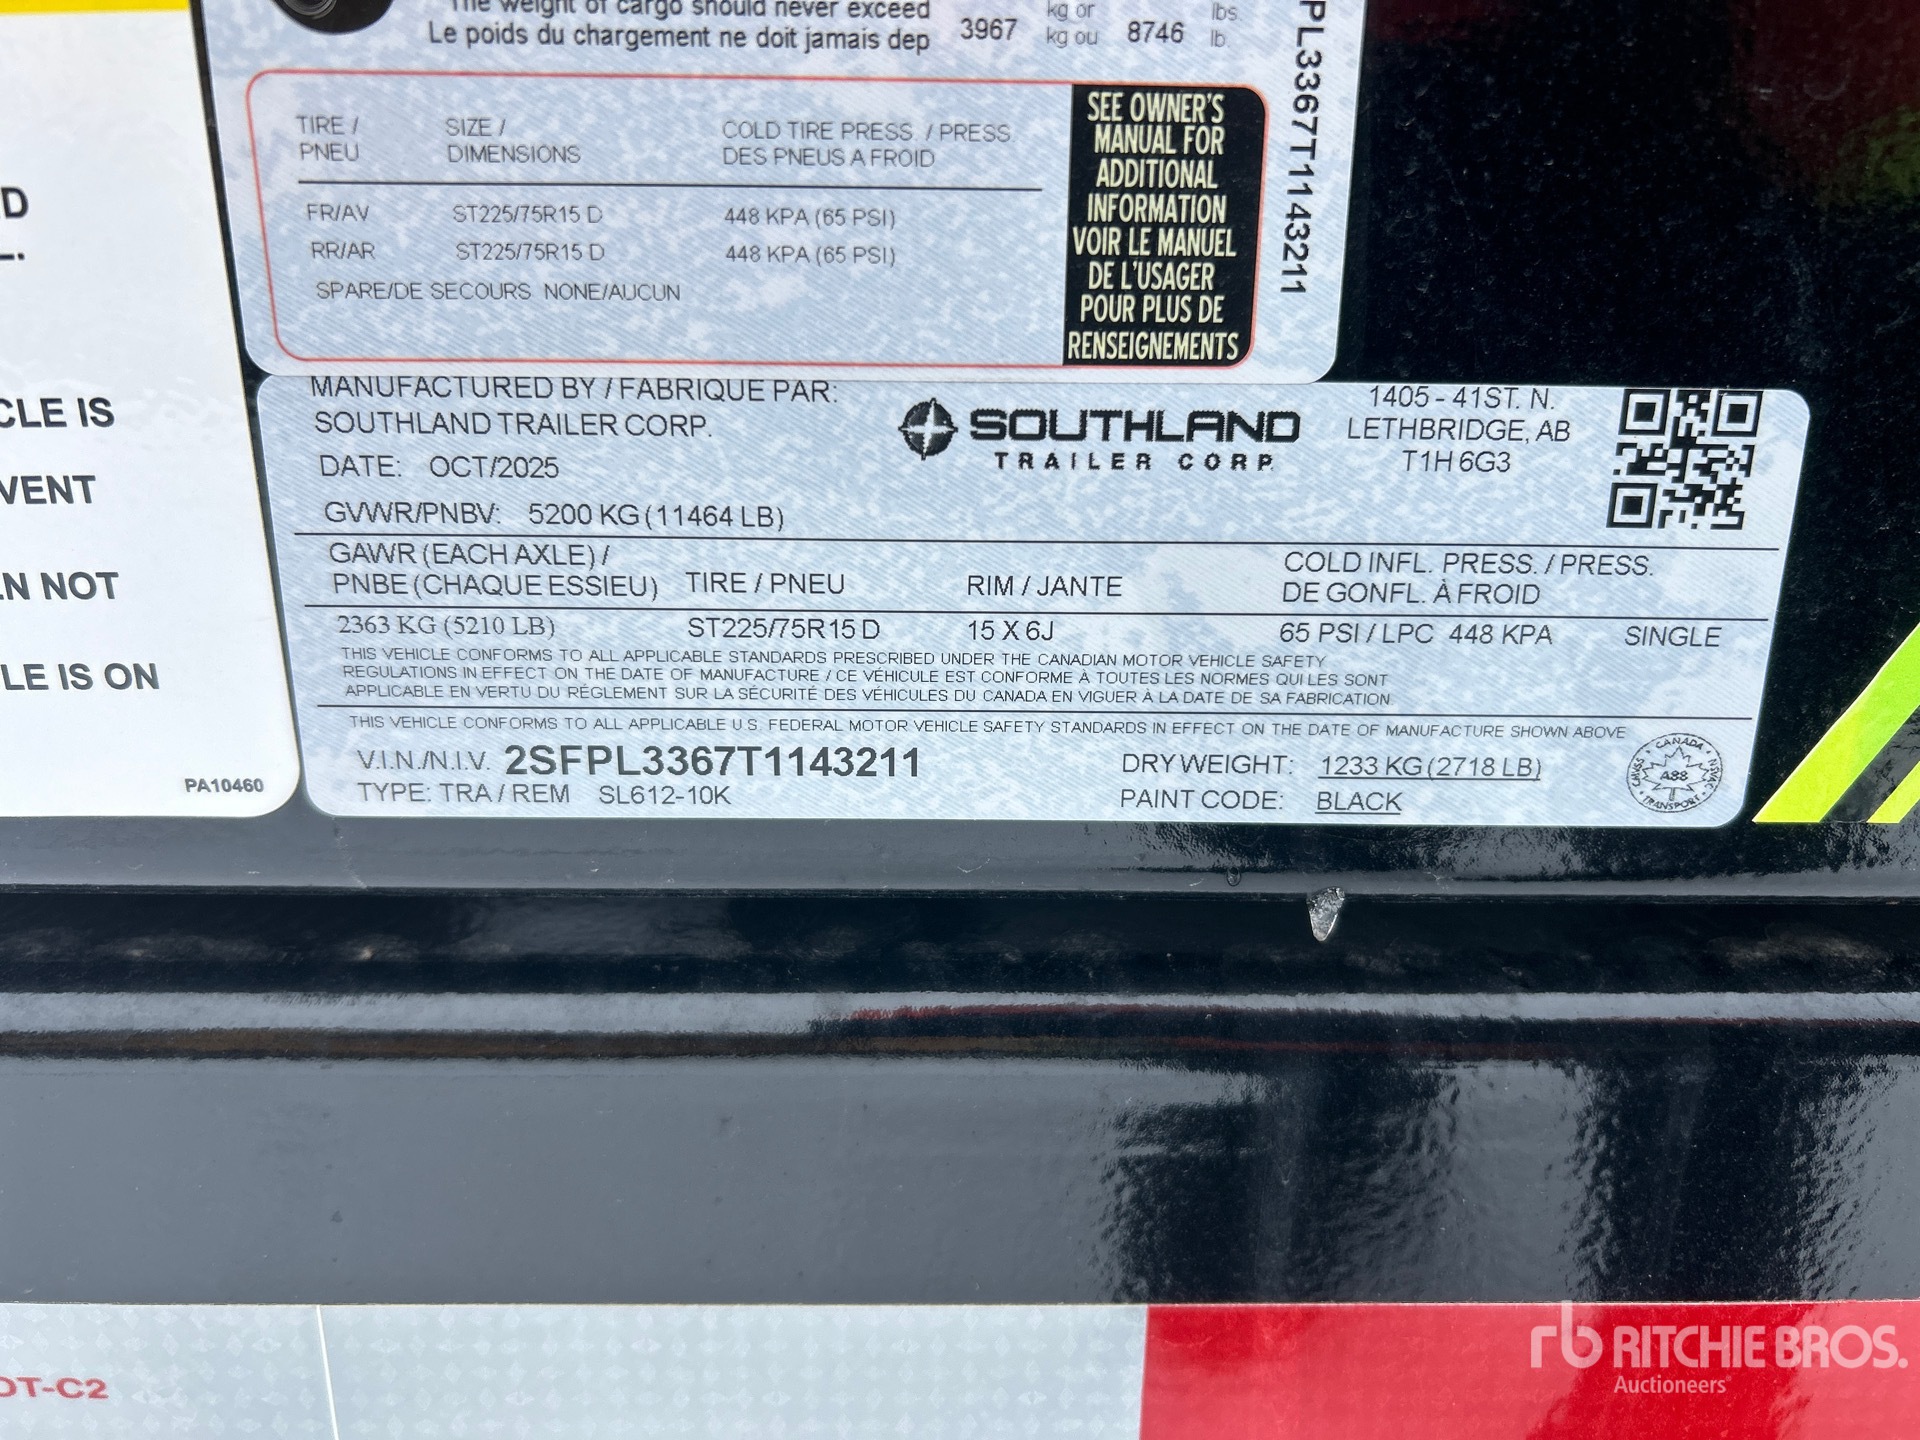 The weight of cargo should never exceed
Le poids du chargement ne doit jamais dep
3967 kg or 8746 lbs.
kg ou lb.
TIRE / SIZE / COLD TIRE PRESS. / PRESS
PNEU DIMENSIONS DES PNEUS A FROID
FR/AV ST225/75R15 D 448 KPA (65 PSI)
RR/AR ST225/75R15 D 448 KPA (65 PSI)
SPARE/DE SECOURS NONE/AUCUN
SEE OWNER'S
MANUAL FOR
ADDITIONAL
INFORMATION
VOIR LE MANUEL
DE L'USAGER
POUR PLUS DE
RENSEIGNEMENTS
PL3367T1143211
D
L.
CLE IS
VENT
EN NOT
LE IS ON
PA10460
MANUFACTURED BY / FABRIQUE PAR:
SOUTHLAND TRAILER CORP.
DATE: OCT/2025
GVWR/PNBV: 5200 KG (11464 LB)
SOUTHLAND
TRAILER CORP.
1405 - 41ST. N.
LETHBRIDGE, AB
T1H 6G3
GAWR (EACH AXLE) / COLD INFL. PRESS. / PRESS.
PNBE (CHAQUE ESSIEU) TIRE / PNEU RIM / JANTE DE GONFL. À FROID
2363 KG (5210 LB) ST225/75R15 D 15 X 6J 65 PSI / LPC 448 KPA SINGLE
THIS VEHICLE CONFORMS TO ALL APPLICABLE STANDARDS PRESCRIBED UNDER THE CANADIAN MOTOR VEHICLE SAFETY
REGULATIONS IN EFFECT ON THE DATE OF MANUFACTURE / CE VÉHICULE EST CONFORME À TOUTES LES NORMES QUI LES SONT
APPLICABLE EN VERTU DU RÉGLEMENT SUR LA SÉCURITÉ DES VÉHICULES DU CANADA EN VIGUER À LA DATE DE SA FABRICATION.
THIS VEHICLE CONFORMS TO ALL APPLICABLE U.S. FEDERAL MOTOR VEHICLE SAFETY STANDARDS IN EFFECT ON THE DATE OF MANUFACTURE SHOWN ABOVE
V.I.N./N.I.V. 2SFPL3367T1143211 DRY WEIGHT: 1233 KG (2718 LB)
TYPE: TRA / REM SL612-10K PAINT CODE: BLACK
CANADA
A88
TRANSPORT
OT-C2
rb RITCHIE BROS.
Auctioneers